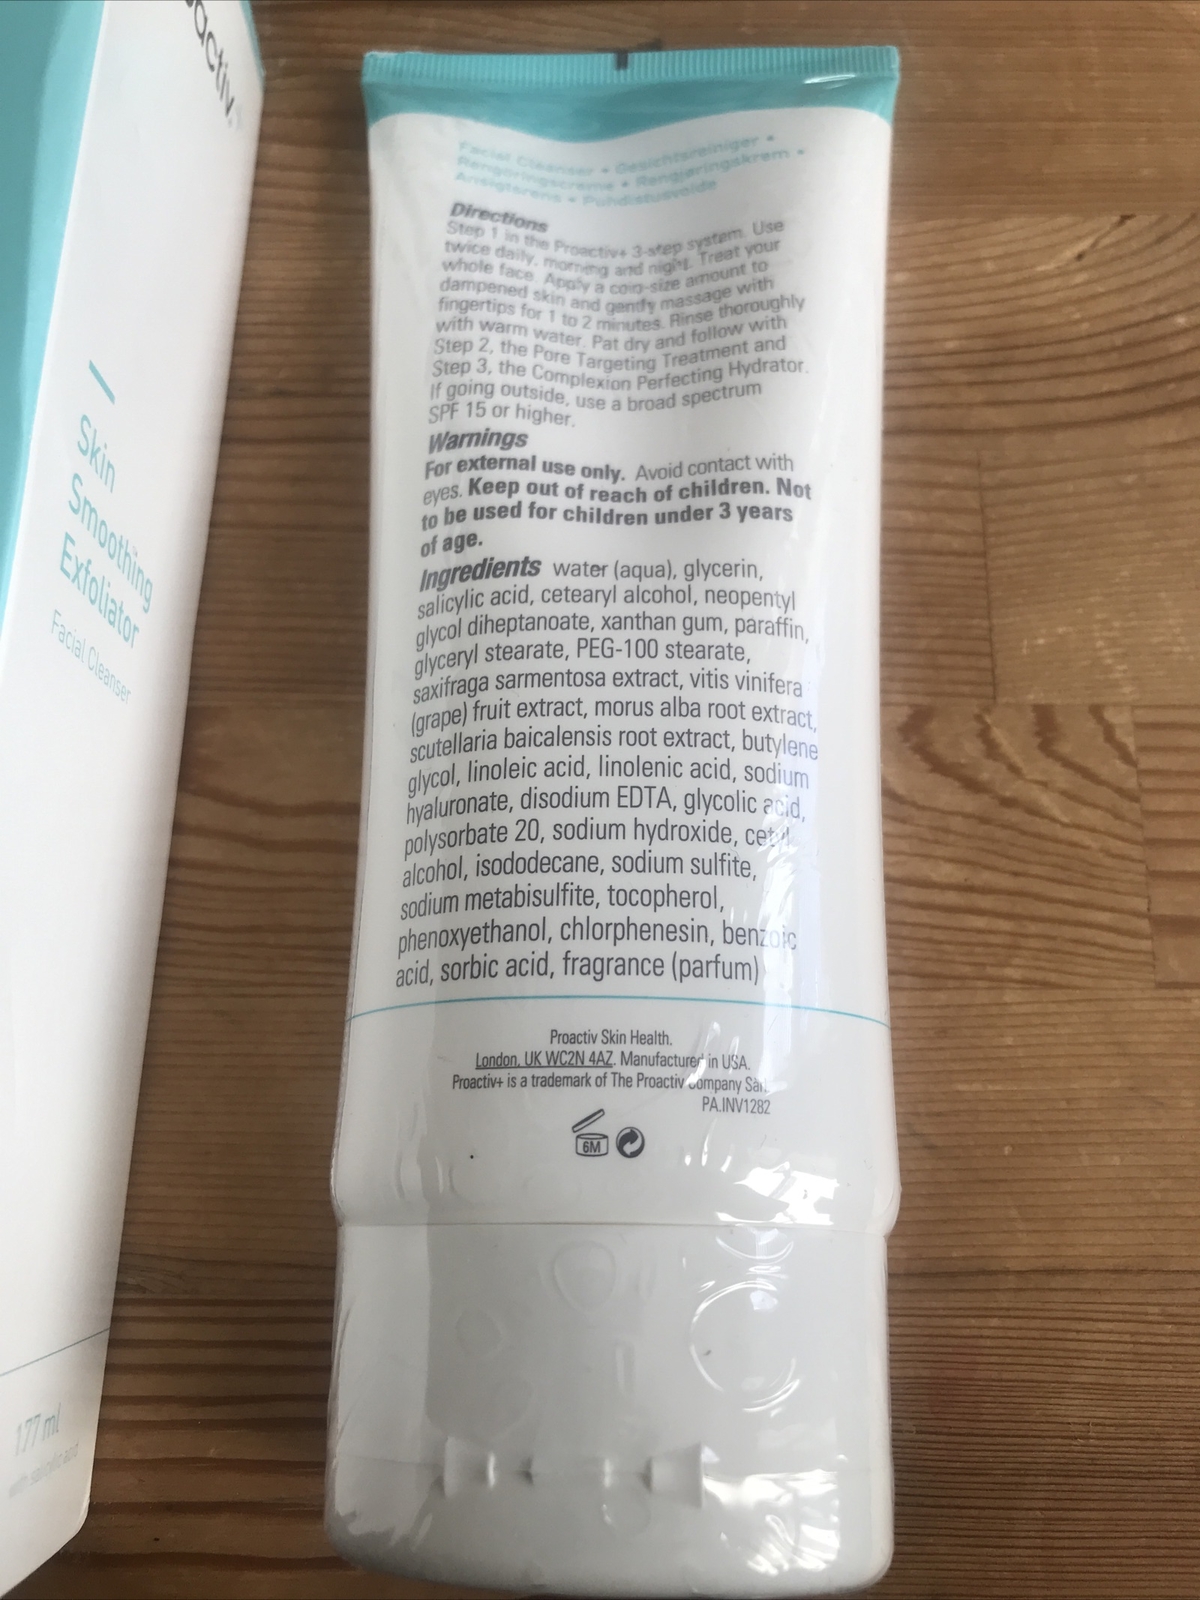 activ.
Skin
Smoothing
Exfoliator
Facial Cleanser
177 ml
with salicylic acid
Facial Cleanser • Gesichtsreiniger •
Rengöringscreme • Rengjøringskrem •
Ansigtsrens • Puhdistusvoide
Directions
Step 1 in the Proactiv+ 3-step system. Use
twice daily, morning and night. Treat your
whole face. Apply a coin-size amount to
dampened skin and gently massage with
fingertips for 1 to 2 minutes. Rinse thoroughly
with warm water. Pat dry and follow with
Step 2, the Pore Targeting Treatment and
Step 3, the Complexion Perfecting Hydrator.
If going outside, use a broad spectrum
SPF 15 or higher.
Warnings
For external use only. Avoid contact with
eyes. Keep out of reach of children. Not
to be used for children under 3 years
of age.
Ingredients water (aqua), glycerin,
salicylic acid, cetearyl alcohol, neopentyl
glycol diheptanoate, xanthan gum, paraffin,
glyceryl stearate, PEG-100 stearate,
saxifraga sarmentosa extract, vitis vinifera
(grape) fruit extract, morus alba root extract,
scutellaria baicalensis root extract, butylene
glycol, linoleic acid, linolenic acid, sodium
hyaluronate, disodium EDTA, glycolic acid,
polysorbate 20, sodium hydroxide, cetyl
alcohol, isododecane, sodium sulfite,
sodium metabisulfite, tocopherol,
phenoxyethanol, chlorphenesin, benzoic
acid, sorbic acid, fragrance (parfum)
Proactiv Skin Health.
London, UK WC2N 4AZ. Manufactured in USA.
Proactiv+ is a trademark of The Proactiv Company Sàrl.
PA.INV1282
6M